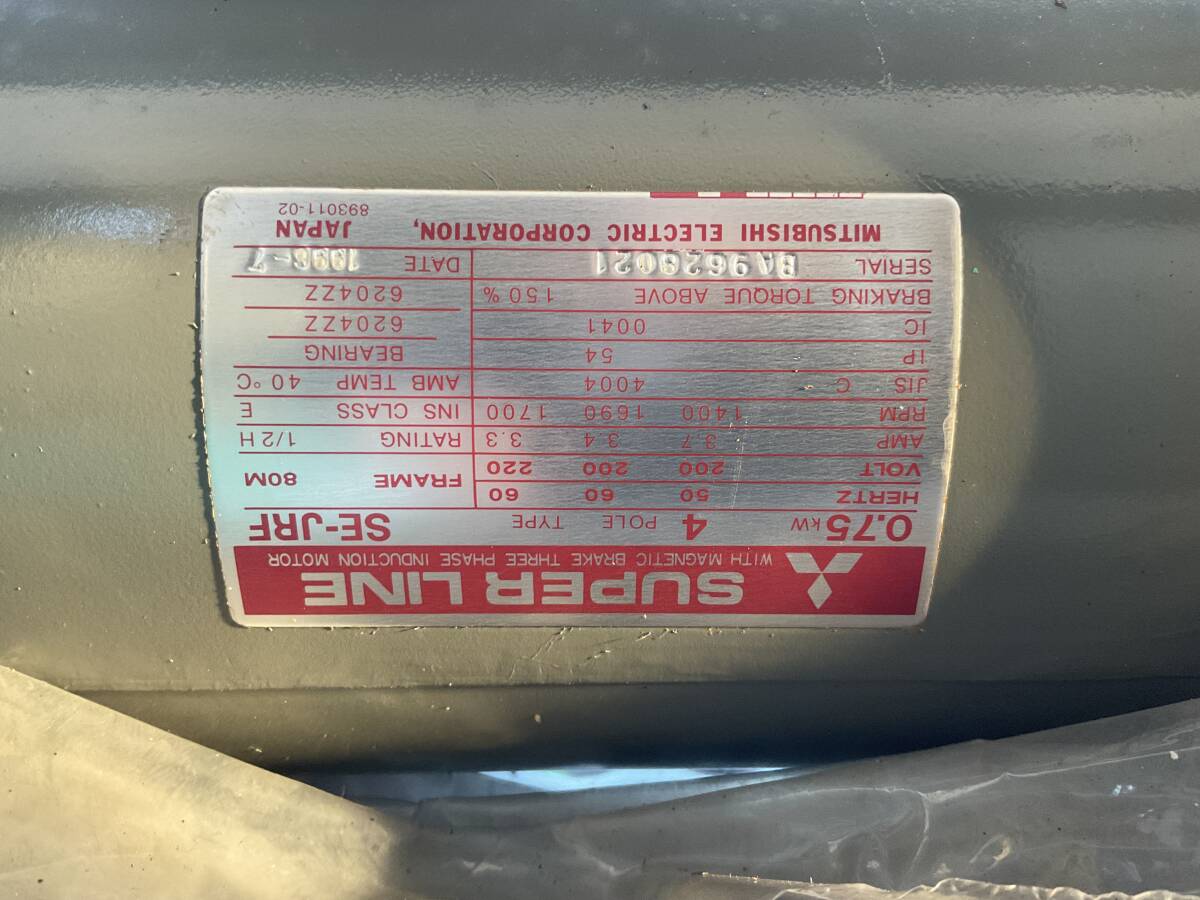 SUPER LINE
WITH MAGNETIC BRAKE THREE PHASE INDUCTION MOTOR
0.75 kW 4 POLE TYPE SE-JRF
HERTZ 50 60 60 FRAME 80M
VOLT 200 200 220
AMP 3.7 3.4 3.3 RATING 1/2 H
RPM 1400 1690 1700 INS CLASS E
JIS C 4004 AMB TEMP 40 °C
IP 54 BEARING
IC 0041 6204ZZ
BRAKING TORQUE ABOVE 150 % 6204ZZ
SERIAL DATE
MITSUBISHI ELECTRIC CORPORATION, JAPAN
893011-02